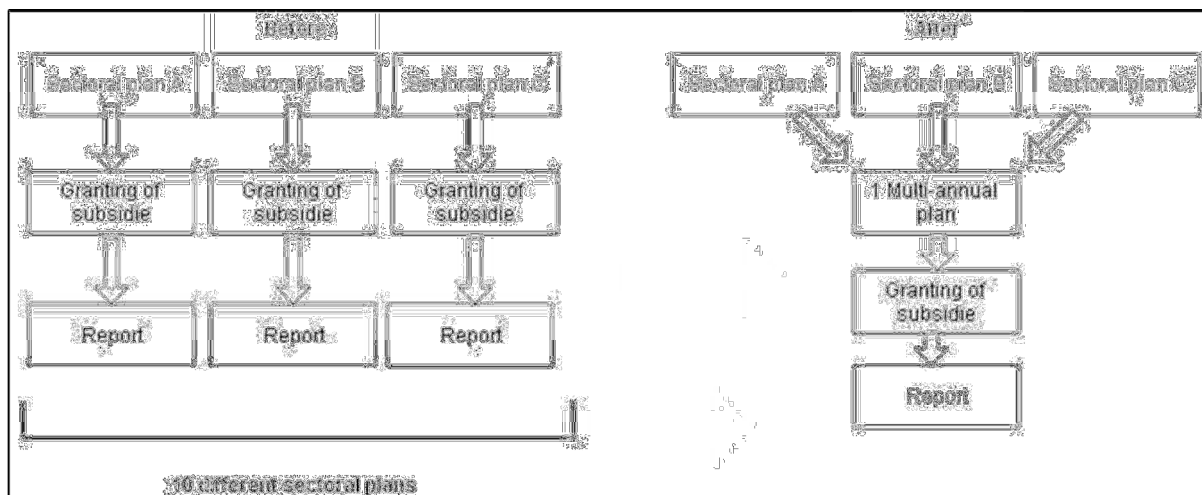 Before
After
Sectoral plan A
Sectoral plan B
Sectoral plan C
Sectoral plan A
Sectoral plan B
Sectoral plan C
Granting of
subsidie
Granting of
subsidie
Granting of
subsidie
1 Multi-annual
plan
Granting of
subsidie
Report
Report
Report
Report
10 different sectoral plans